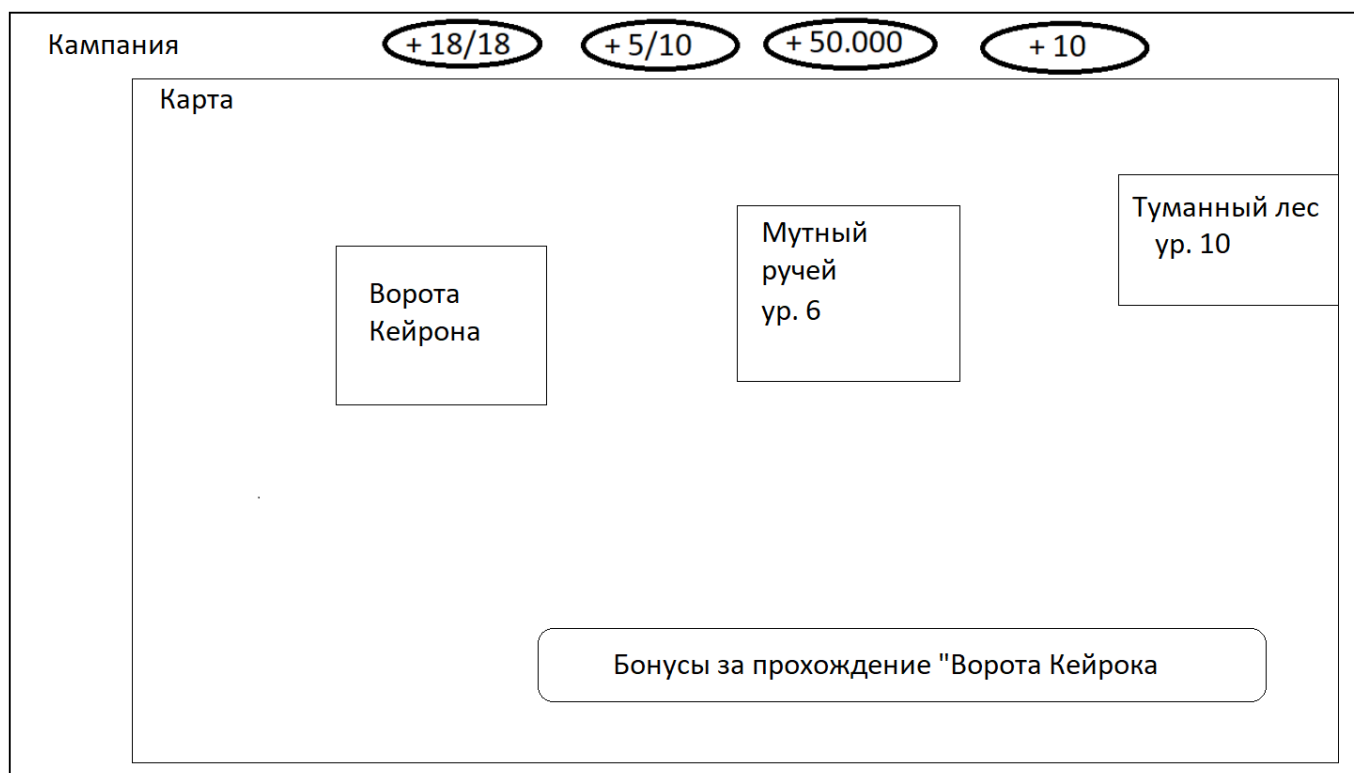 Кампания
+ 18/18
+ 5/10
+ 50.000
+ 10
Карта
Ворота
Кейрона
Мутный
ручей
ур. 6
Туманный лес
ур. 10
Бонусы за прохождение "Ворота Кейрока